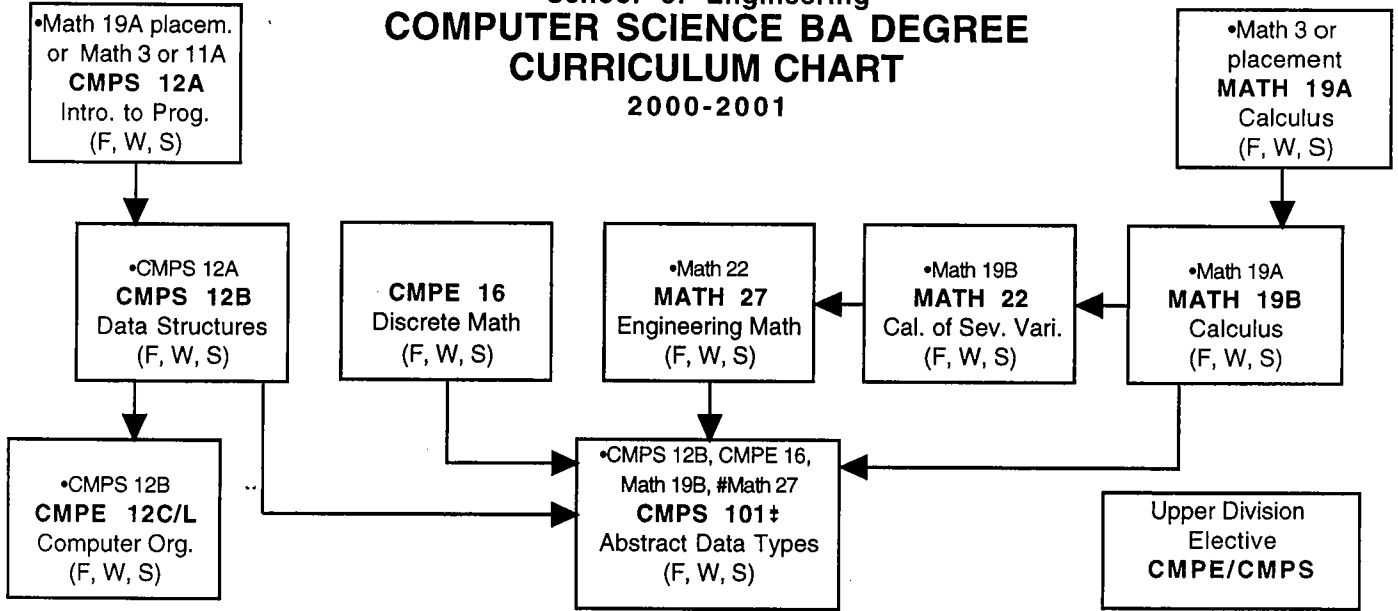 School of Engineering
COMPUTER SCIENCE BA DEGREE
CURRICULUM CHART
2000-2001
•Math 19A placem.
or Math 3 or 11A
CMPS 12A
Intro. to Prog.
(F, W, S)
•Math 3 or
placement
MATH 19A
Calculus
(F, W, S)
•CMPS 12A
CMPS 12B
Data Structures
(F, W, S)
CMPE 16
Discrete Math
(F, W, S)
•Math 22
MATH 27
Engineering Math
(F, W, S)
•Math 19B
MATH 22
Cal. of Sev. Vari.
(F, W, S)
•Math 19A
MATH 19B
Calculus
(F, W, S)
•CMPS 12B
CMPE 12C/L
Computer Org.
(F, W, S)
•CMPS 12B, CMPE 16,
Math 19B, #Math 27
CMPS 101‡
Abstract Data Types
(F, W, S)
Upper Division
Elective
CMPE/CMPS